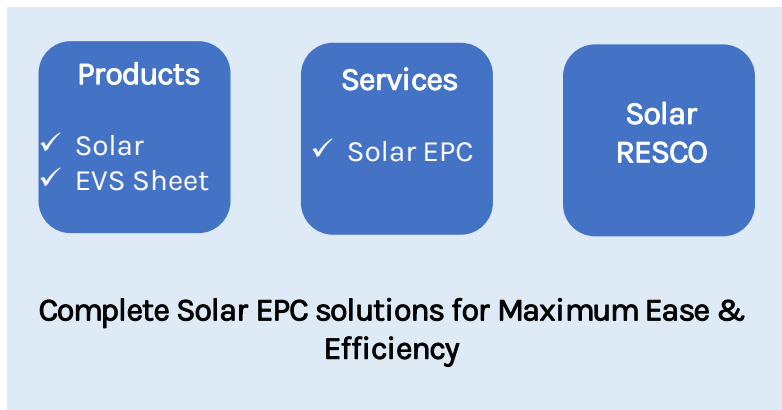 Products
✓ Solar
✓ EVS Sheet
Services
✓ Solar EPC
Solar
RESCO
Complete Solar EPC solutions for Maximum Ease &
Efficiency